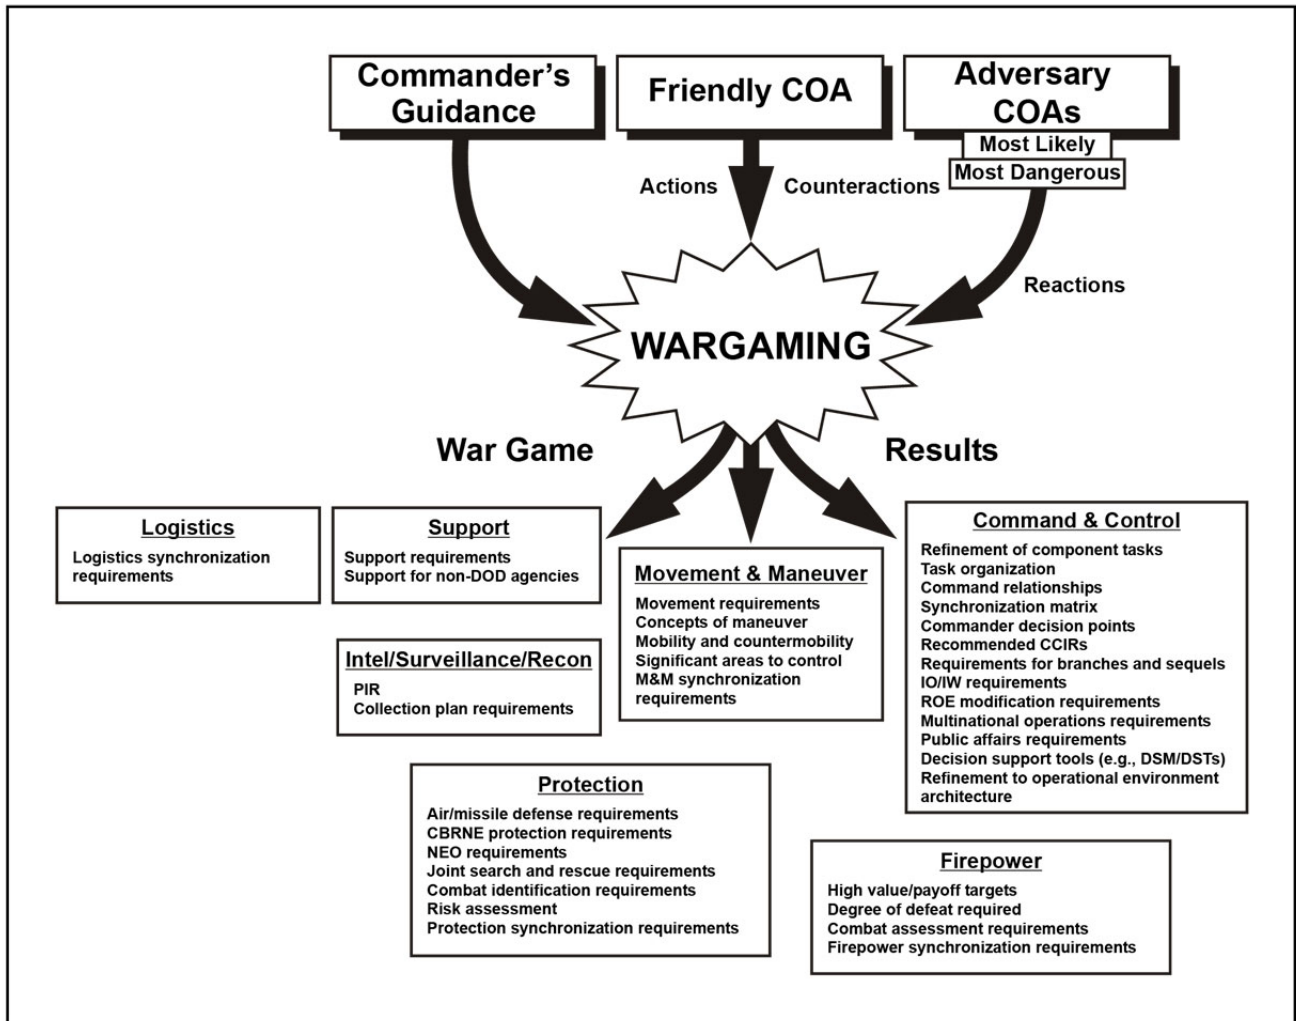 Commander's
Guidance
Friendly COA
Adversary
COAs
Most Likely
Most Dangerous
Actions
Counteractions
Reactions
WARGAMING
War Game
Results
Logistics
Logistics synchronization
requirements
Support
Support requirements
Support for non-DOD agencies
Intel/Surveillance/Recon
PIR
Collection plan requirements
Movement & Maneuver
Movement requirements
Concepts of maneuver
Mobility and countermobility
Significant areas to control
M&M synchronization
requirements
Command & Control
Refinement of component tasks
Task organization
Command relationships
Synchronization matrix
Commander decision points
Recommended CCIRs
Requirements for branches and sequels
IO/IW requirements
ROE modification requirements
Multinational operations requirements
Public affairs requirements
Decision support tools (e.g., DSM/DSTs)
Refinement to operational environment
architecture
Protection
Air/missile defense requirements
CBRNE protection requirements
NEO requirements
Joint search and rescue requirements
Combat identification requirements
Risk assessment
Protection synchronization requirements
Firepower
High value/payoff targets
Degree of defeat required
Combat assessment requirements
Firepower synchronization requirements